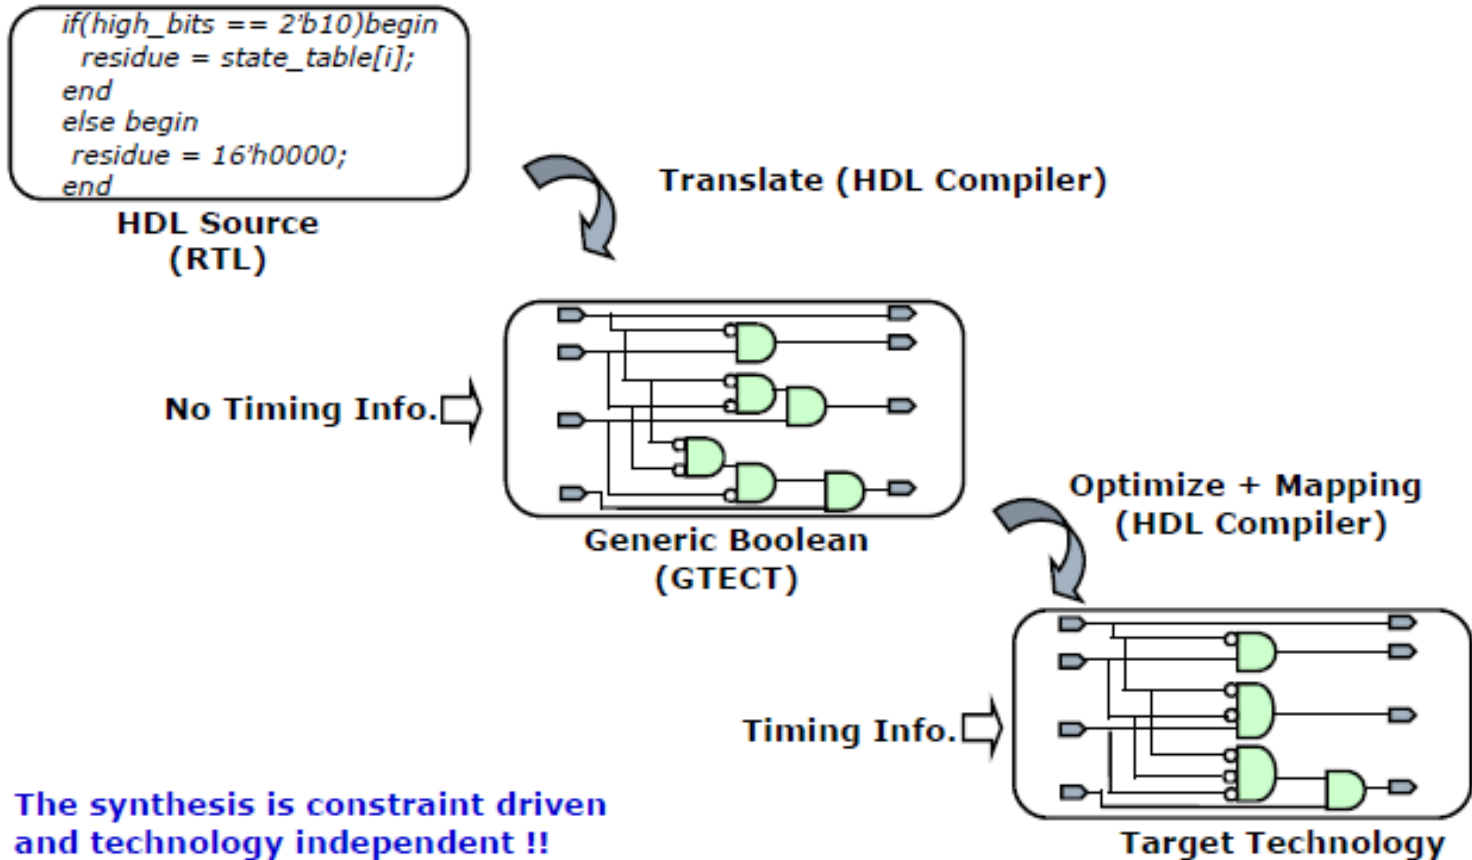 if(high_bits == 2'b10)begin
residue = state_table[i];
end
else begin
residue = 16'h0000;
end
HDL Source
(RTL)
Translate (HDL Compiler)
No Timing Info.
Generic Boolean
(GTECT)
Optimize + Mapping
(HDL Compiler)
Timing Info.
The synthesis is constraint driven
and technology independent !!
Target Technology